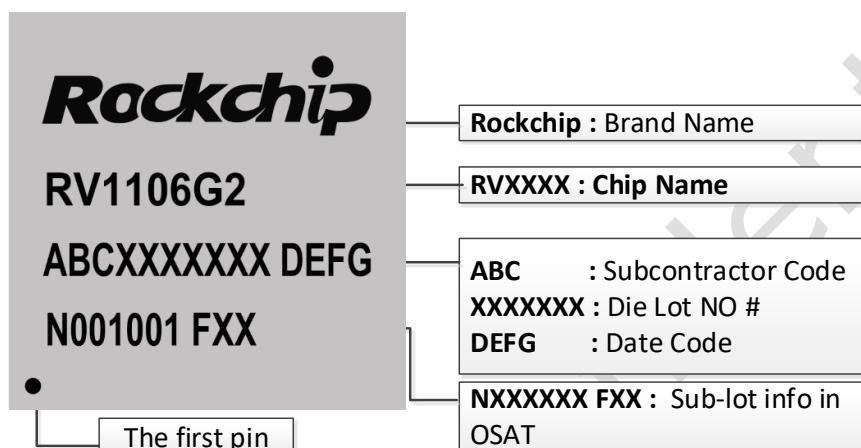 Rockchip
RV1106G2
ABCXXXXXXX DEFG
N001001 FXX
The first pin
Rockchip : Brand Name
RVXXXX : Chip Name
ABC : Subcontractor Code
XXXXXXX : Die Lot NO #
DEFG : Date Code
NXXXXXX FXX : Sub-lot info in
OSAT